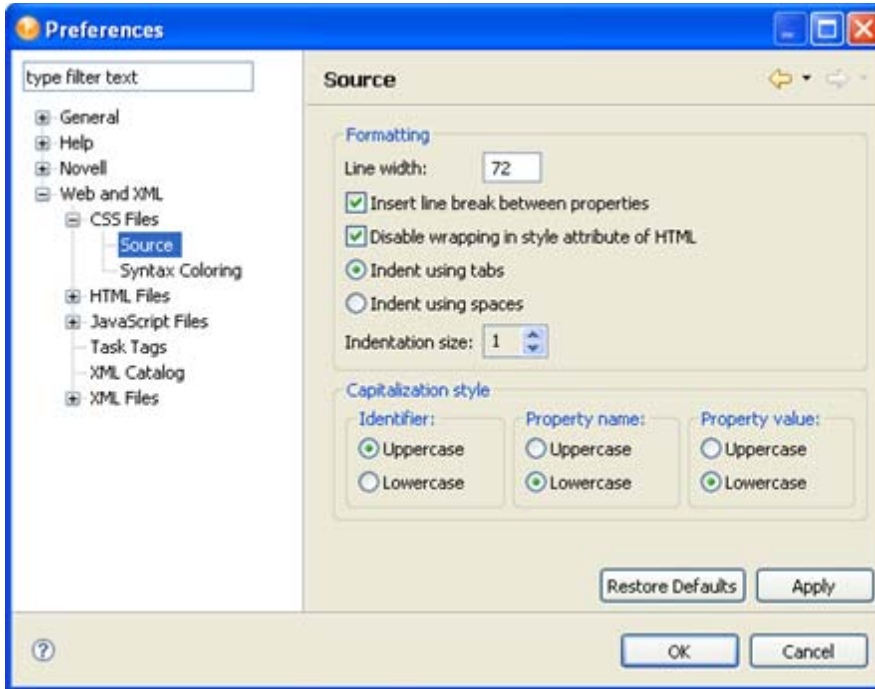 Preferences
type filter text
General
Help
Novell
Web and XML
CSS Files
Source
Syntax Coloring
HTML Files
JavaScript Files
Task Tags
XML Catalog
XML Files
Source
Formatting
Line width: 72
Insert line break between properties
Disable wrapping in style attribute of HTML
Indent using tabs
Indent using spaces
Indentation size: 1
Capitalization style
Identifier: Property name: Property value:
Uppercase Uppercase Uppercase
Lowercase Lowercase Lowercase
Restore Defaults Apply
? OK Cancel